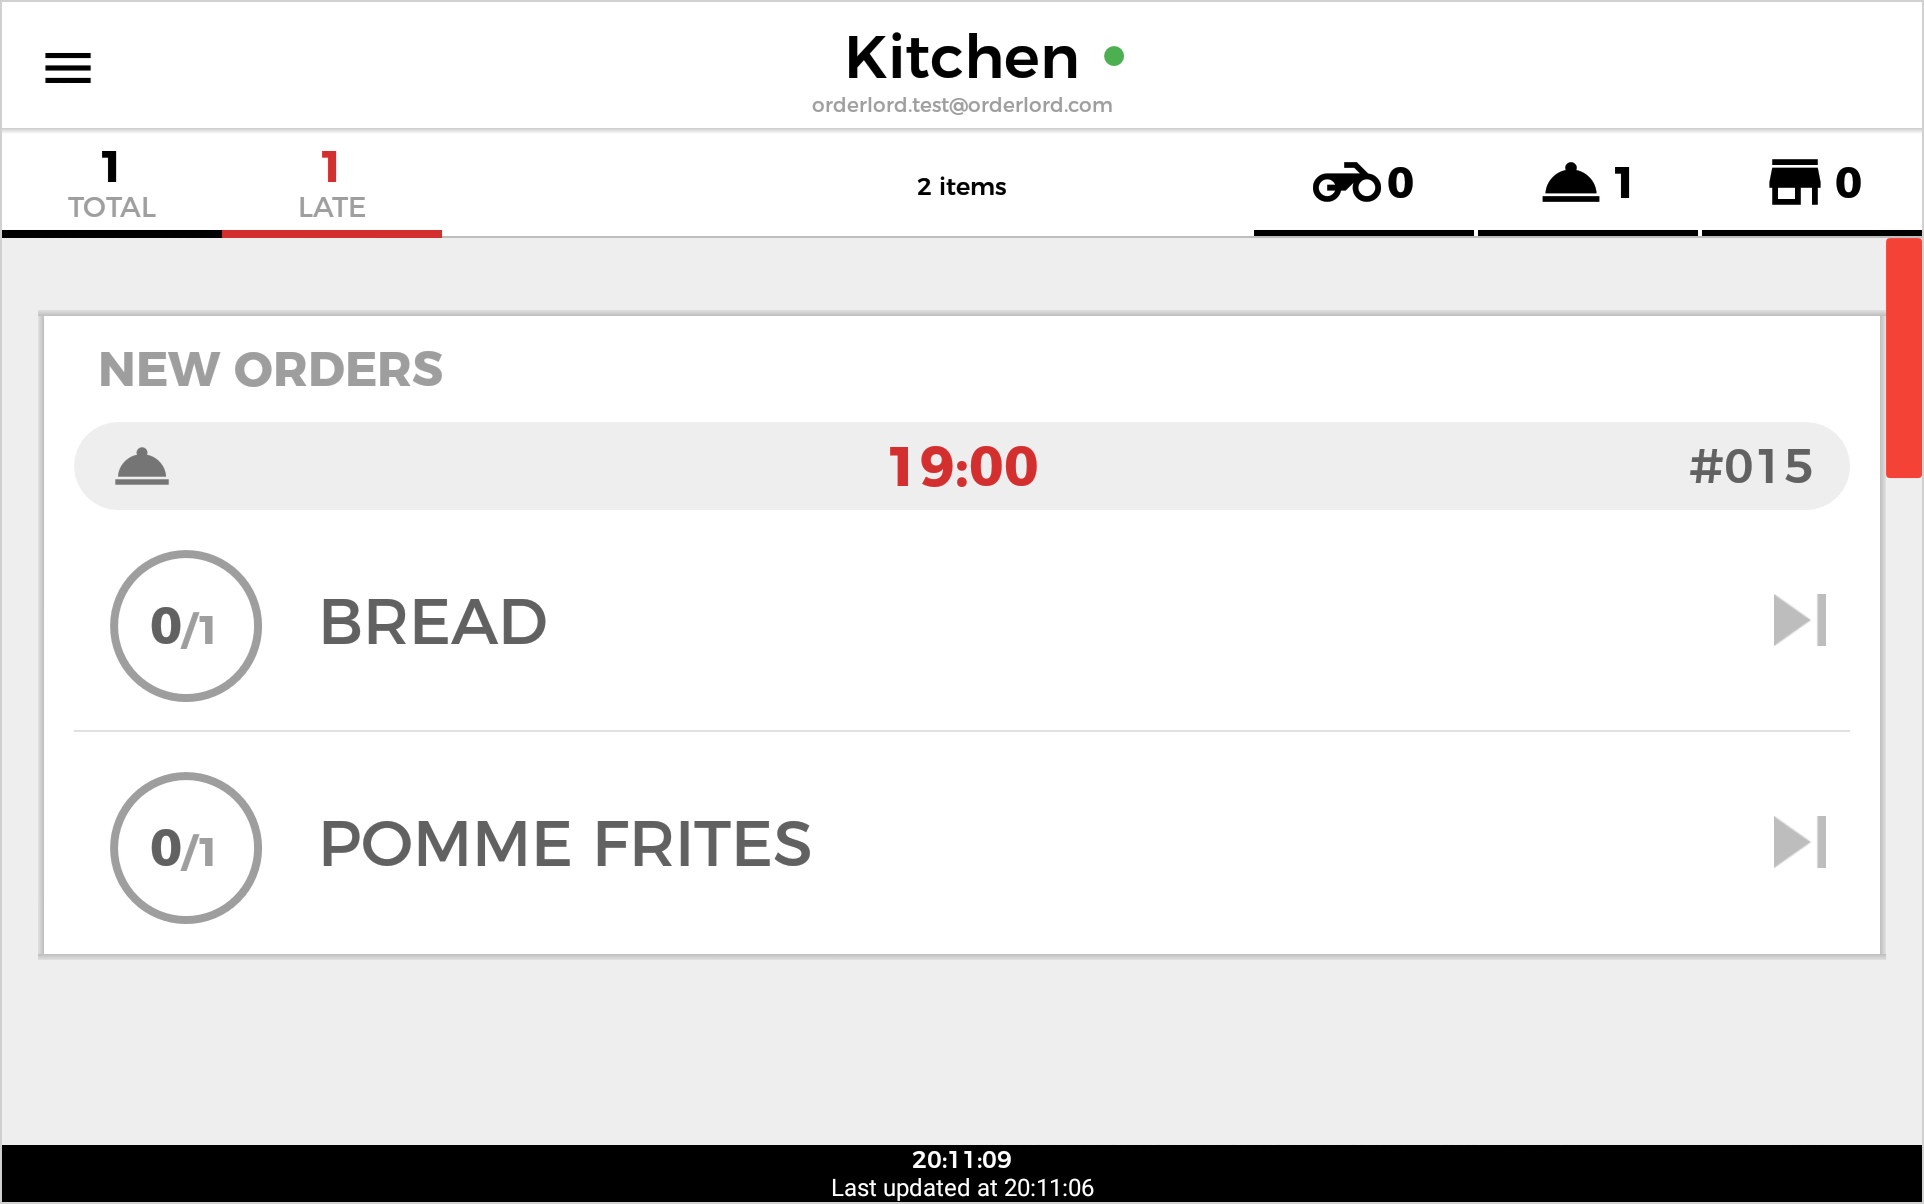 Kitchen
orderlord.test@orderlord.com
1
TOTAL
1
LATE
2 items
0
1
0
NEW ORDERS
19:00 #015
0/1 BREAD
0/1 POMME FRITES
20:11:09
Last updated at 20:11:06